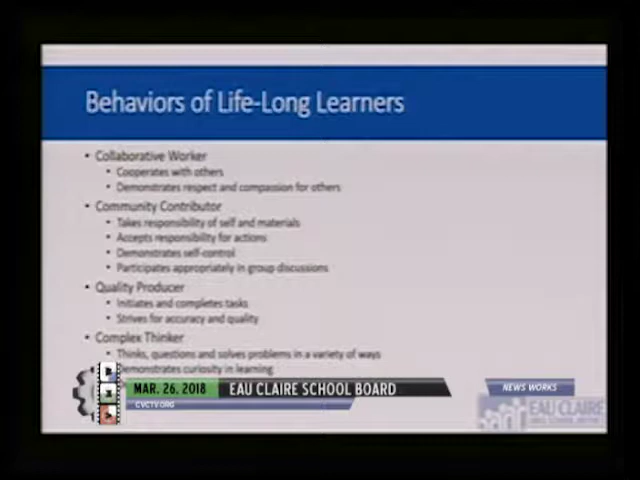 Behaviors of Life-Long Learners
• Collaborative Worker
• Cooperates with others
• Demonstrates respect and compassion for others
• Community Contributor
• Takes responsibility of self and materials
• Accepts responsibility for actions
• Demonstrates self-control
• Participates appropriately in group discussions
• Quality Producer
• Initiates and completes tasks
• Strives for accuracy and quality
• Complex Thinker
• Thinks, questions and solves problems in a variety of ways
Demonstrates curiosity in learning
MAR. 26, 2018 EAU CLAIRE SCHOOL BOARD
NEWS WORKS
CVCTV.ORG
EAU CLAIRE